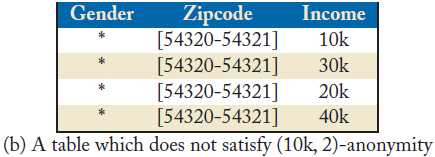 Gender Zipcode Income
* [54320-54321] 10k
* [54320-54321] 30k
* [54320-54321] 20k
* [54320-54321] 40k
(b) A table which does not satisfy (10k, 2)-anonymity